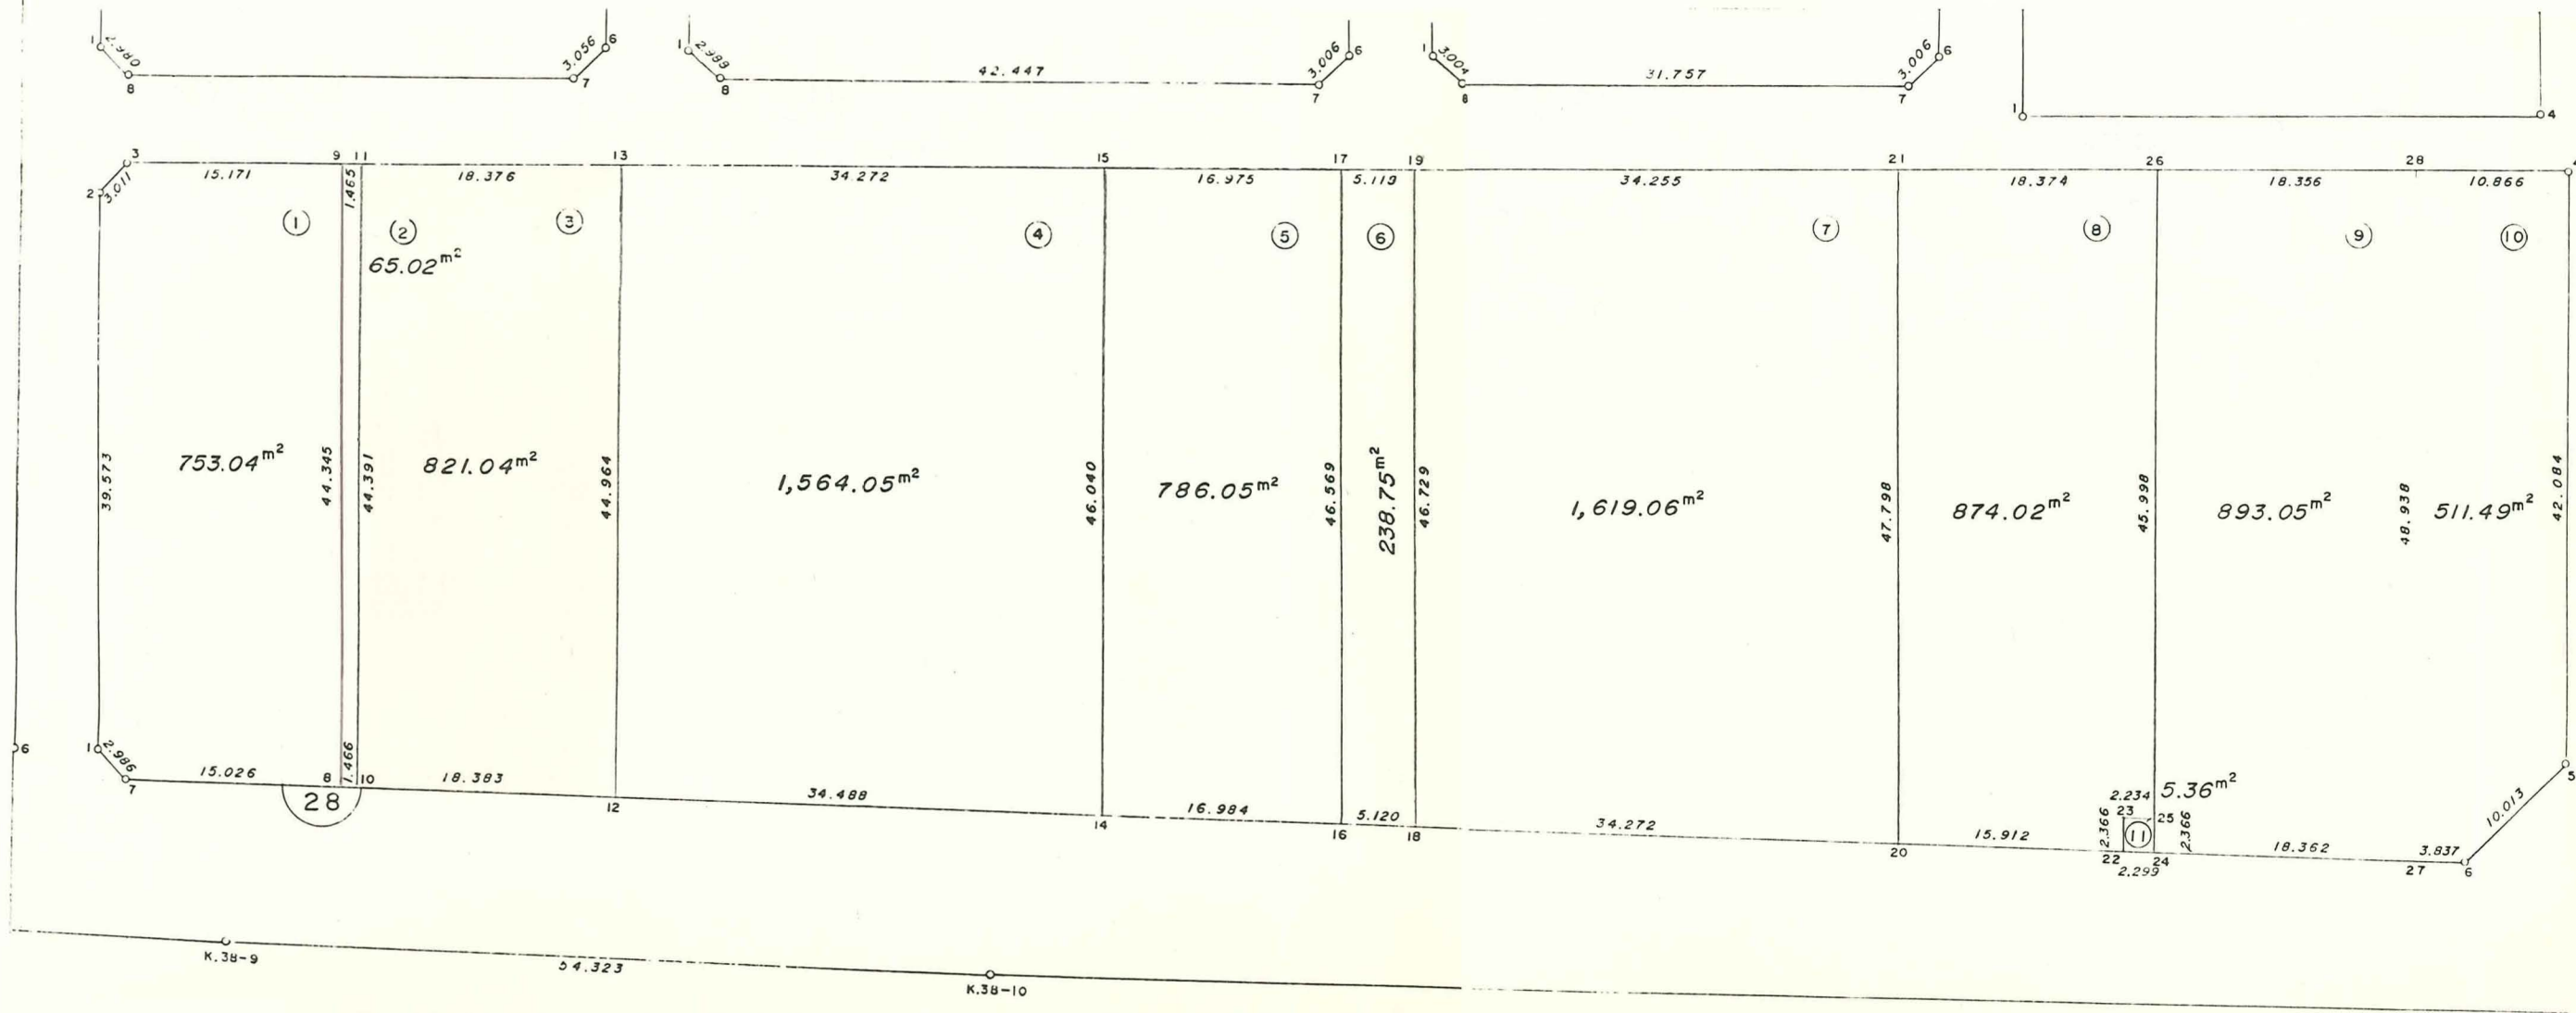 1 2.980 8 3.056 7 6
1 2.999 8 42.447 3.006 7 6
1 3.004 8 31.757 3.006 7 6
1 4
2 3.011 3 15.171 9 11 18.376 13 34.272 15 16.975 17 5.119 19 34.255 21 18.374 26 18.356 28 10.866 4
1.465
① ② ③ ④ ⑤ ⑥ ⑦ ⑧ ⑨ ⑩
65.02m²
39.573 753.04m² 44.345 44.391 821.04m² 44.964 1,564.05m² 46.040 786.05m² 46.569 238.75m² 46.729 1,619.06m² 47.798 874.02m² 45.998 893.05m² 48.938 511.49m² 42.084
6 1 2.986 7 15.026 8 1.466 10 18.383 12 34.488 14 16.984 16 5.120 18 34.272 20 15.912 22 2.299 24 18.362 27 3.837 6 10.013 5
28
2.234 5.36m²
23 25
2.366 ⑪ 2.366
K.38-9 54.323 K.38-10